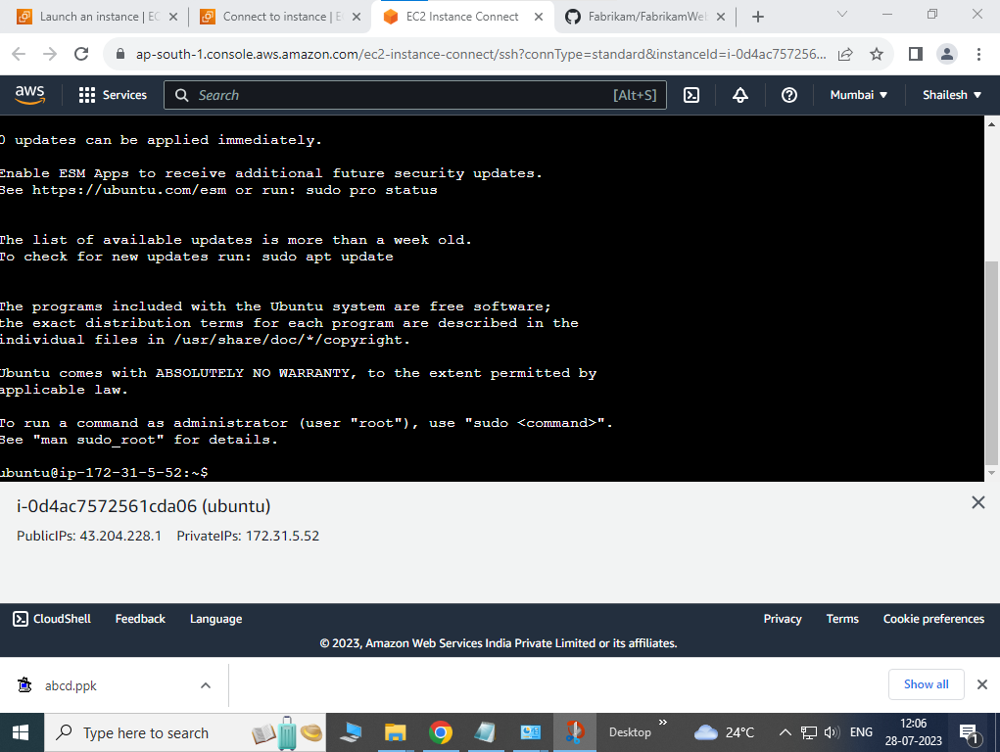 Launch an instance | EC
Connect to instance | E
EC2 Instance Connect
Fabrikam/FabrikamWe
ap-south-1.console.aws.amazon.com/ec2-instance-connect/ssh?connType=standard&instanceId=i-0d4ac757256...
aws
Services
Search
[Alt+S]
Mumbai
Shailesh
0 updates can be applied immediately.
Enable ESM Apps to receive additional future security updates.
See https://ubuntu.com/esm or run: sudo pro status
The list of available updates is more than a week old.
To check for new updates run: sudo apt update
The programs included with the Ubuntu system are free software;
the exact distribution terms for each program are described in the
individual files in /usr/share/doc/*/copyright.
Ubuntu comes with ABSOLUTELY NO WARRANTY, to the extent permitted by
applicable law.
To run a command as administrator (user "root"), use "sudo <command>".
See "man sudo_root" for details.
ubuntu@ip-172-31-5-52:~$
i-0d4ac7572561cda06 (ubuntu)
PublicIPs: 43.204.228.1 PrivateIPs: 172.31.5.52
CloudShell Feedback Language Privacy Terms Cookie preferences
© 2023, Amazon Web Services India Private Limited or its affiliates.
abcd.ppk
Show all
Type here to search
Desktop
24°C
ENG
12:06
28-07-2023
1